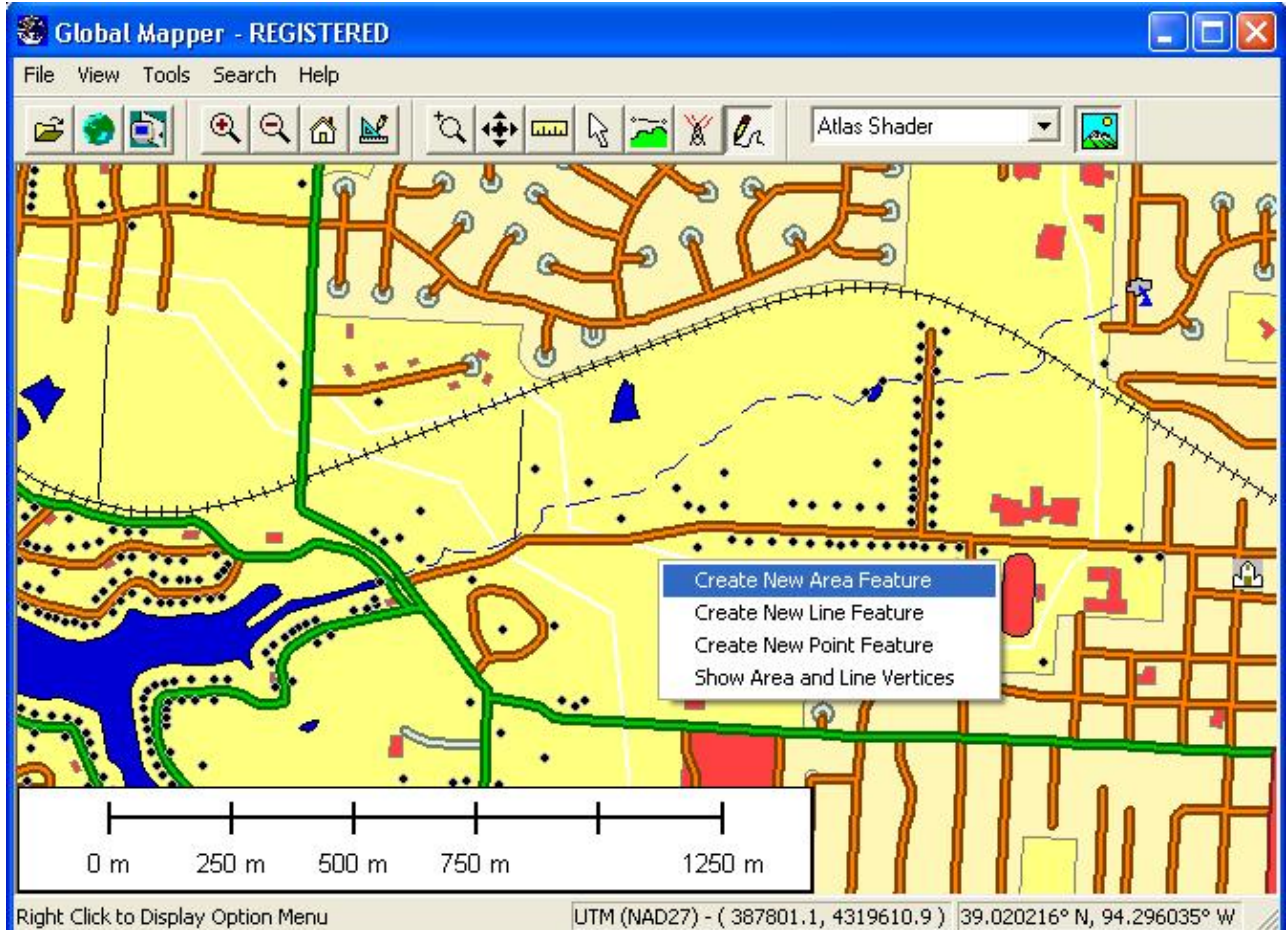 Global Mapper - REGISTERED
File View Tools Search Help
Atlas Shader
Create New Area Feature
Create New Line Feature
Create New Point Feature
Show Area and Line Vertices
0 m 250 m 500 m 750 m 1250 m
Right Click to Display Option Menu UTM (NAD27) - ( 387801.1, 4319610.9 ) 39.020216° N, 94.296035° W